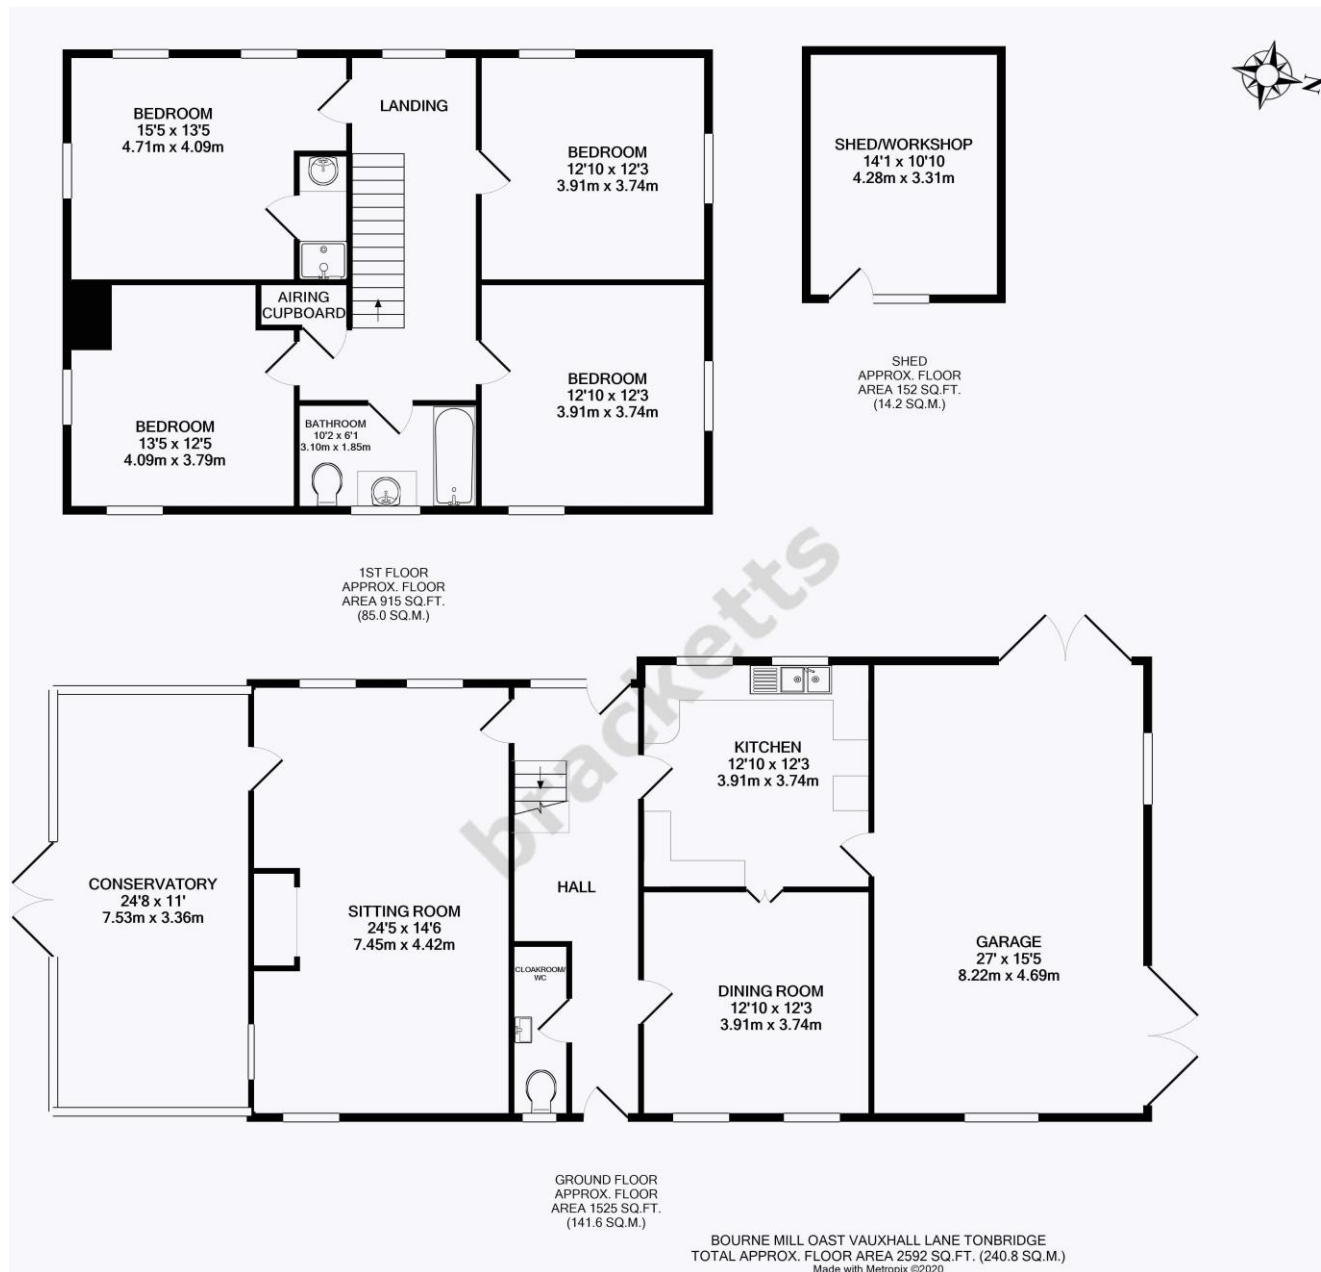 BEDROOM
15'5 x 13'5
4.71m x 4.09m
LANDING
BEDROOM
12'10 x 12'3
3.91m x 3.74m
SHED/WORKSHOP
14'1 x 10'10
4.28m x 3.31m
N
AIRING
CUPBOARD
BEDROOM
13'5 x 12'5
4.09m x 3.79m
BATHROOM
10'2 x 6'1
3.10m x 1.85m
BEDROOM
12'10 x 12'3
3.91m x 3.74m
SHED
APPROX. FLOOR
AREA 152 SQ.FT.
(14.2 SQ.M.)
1ST FLOOR
APPROX. FLOOR
AREA 915 SQ.FT.
(85.0 SQ.M.)
bracketts
CONSERVATORY
24'8 x 11'
7.53m x 3.36m
SITTING ROOM
24'5 x 14'6
7.45m x 4.42m
HALL
CLOAKROOM/
WC
KITCHEN
12'10 x 12'3
3.91m x 3.74m
DINING ROOM
12'10 x 12'3
3.91m x 3.74m
GARAGE
27' x 15'5
8.22m x 4.69m
GROUND FLOOR
APPROX. FLOOR
AREA 1525 SQ.FT.
(141.6 SQ.M.)
BOURNE MILL OAST VAUXHALL LANE TONBRIDGE
TOTAL APPROX. FLOOR AREA 2592 SQ.FT. (240.8 SQ.M.)
Made with Metropix ©2020